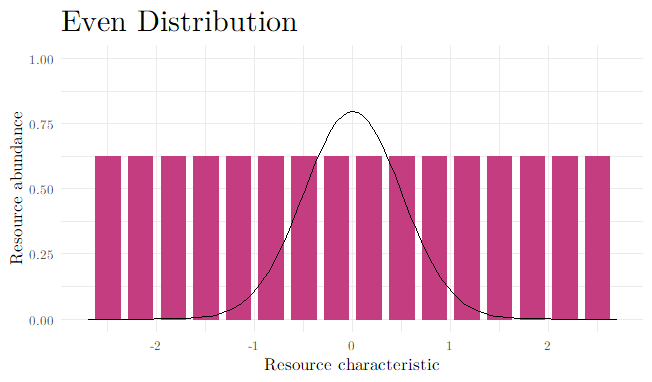 Even Distribution
1.00
0.75
0.50
0.25
0.00
Resource abundance
-2 -1 0 1 2
Resource characteristic